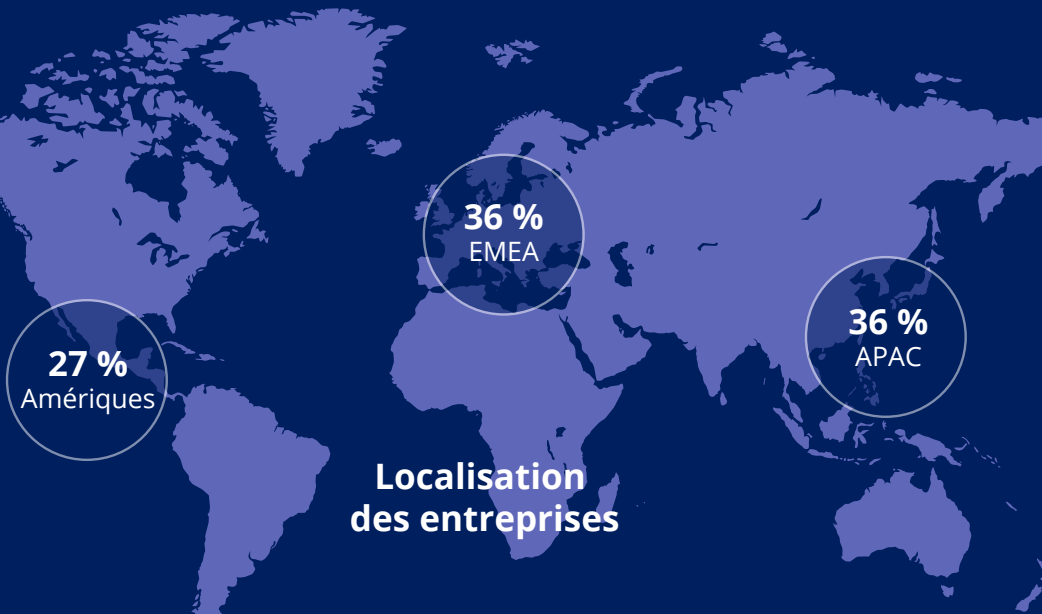 36 %
EMEA
36 %
APAC
27 %
Amériques
Localisation
des entreprises